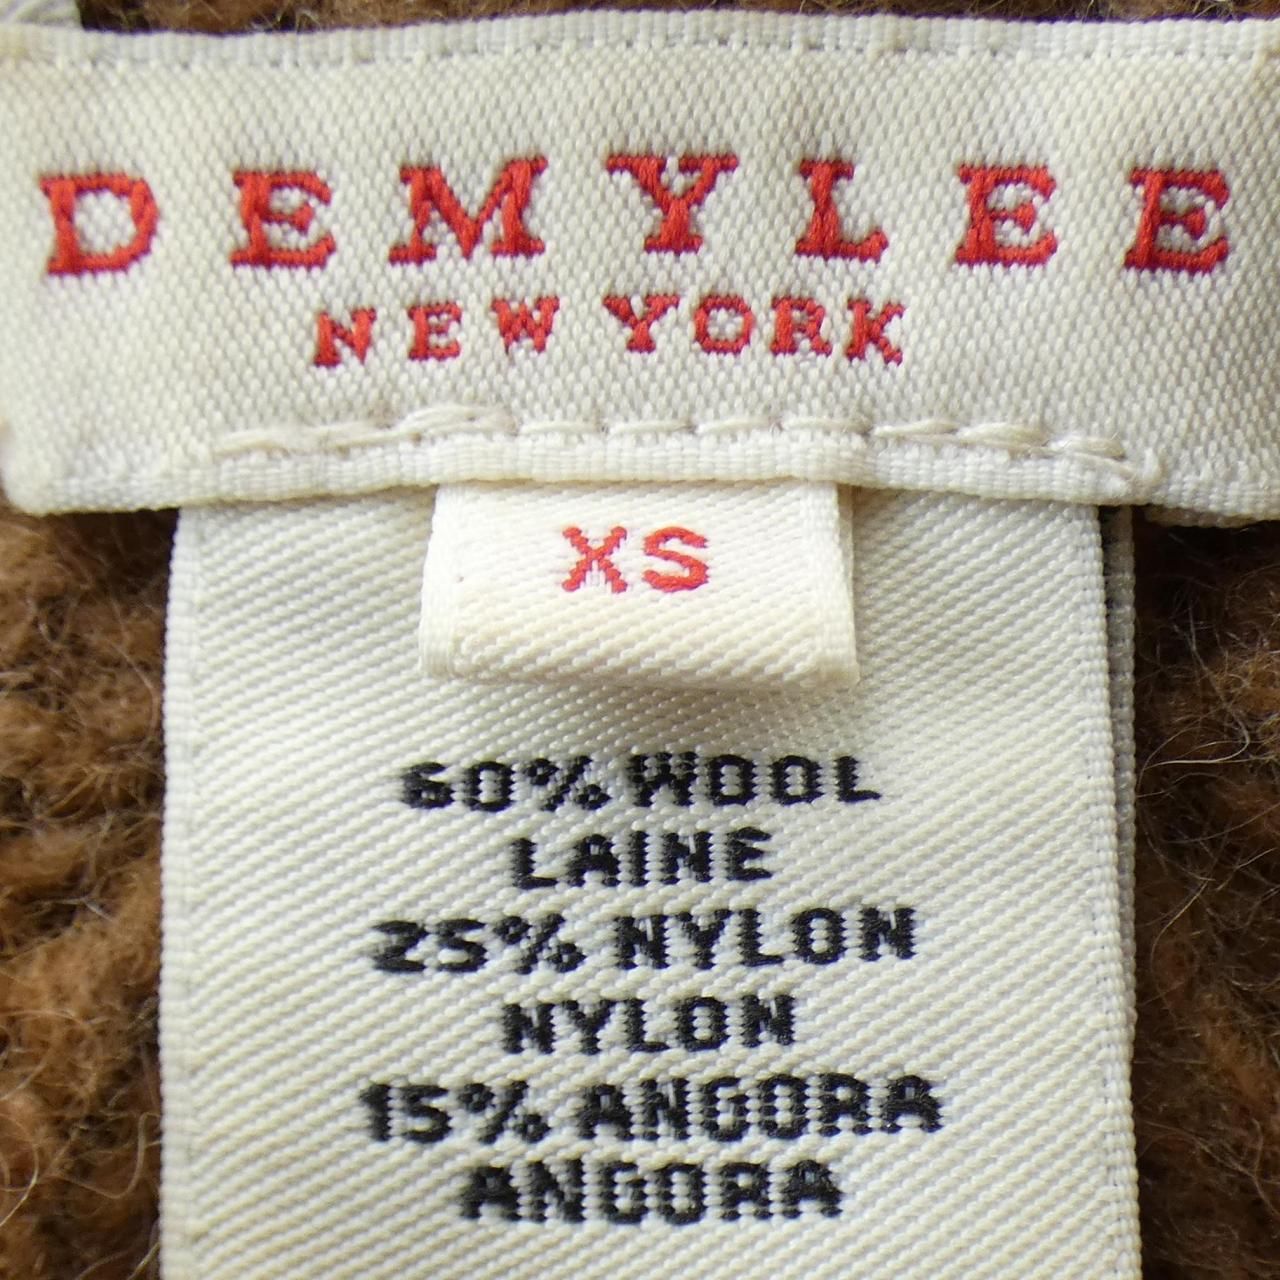 DEMYLEE
NEW YORK
XS
60% WOOL
LAINE
25% NYLON
NYLON
15% ANGORA
ANGORA